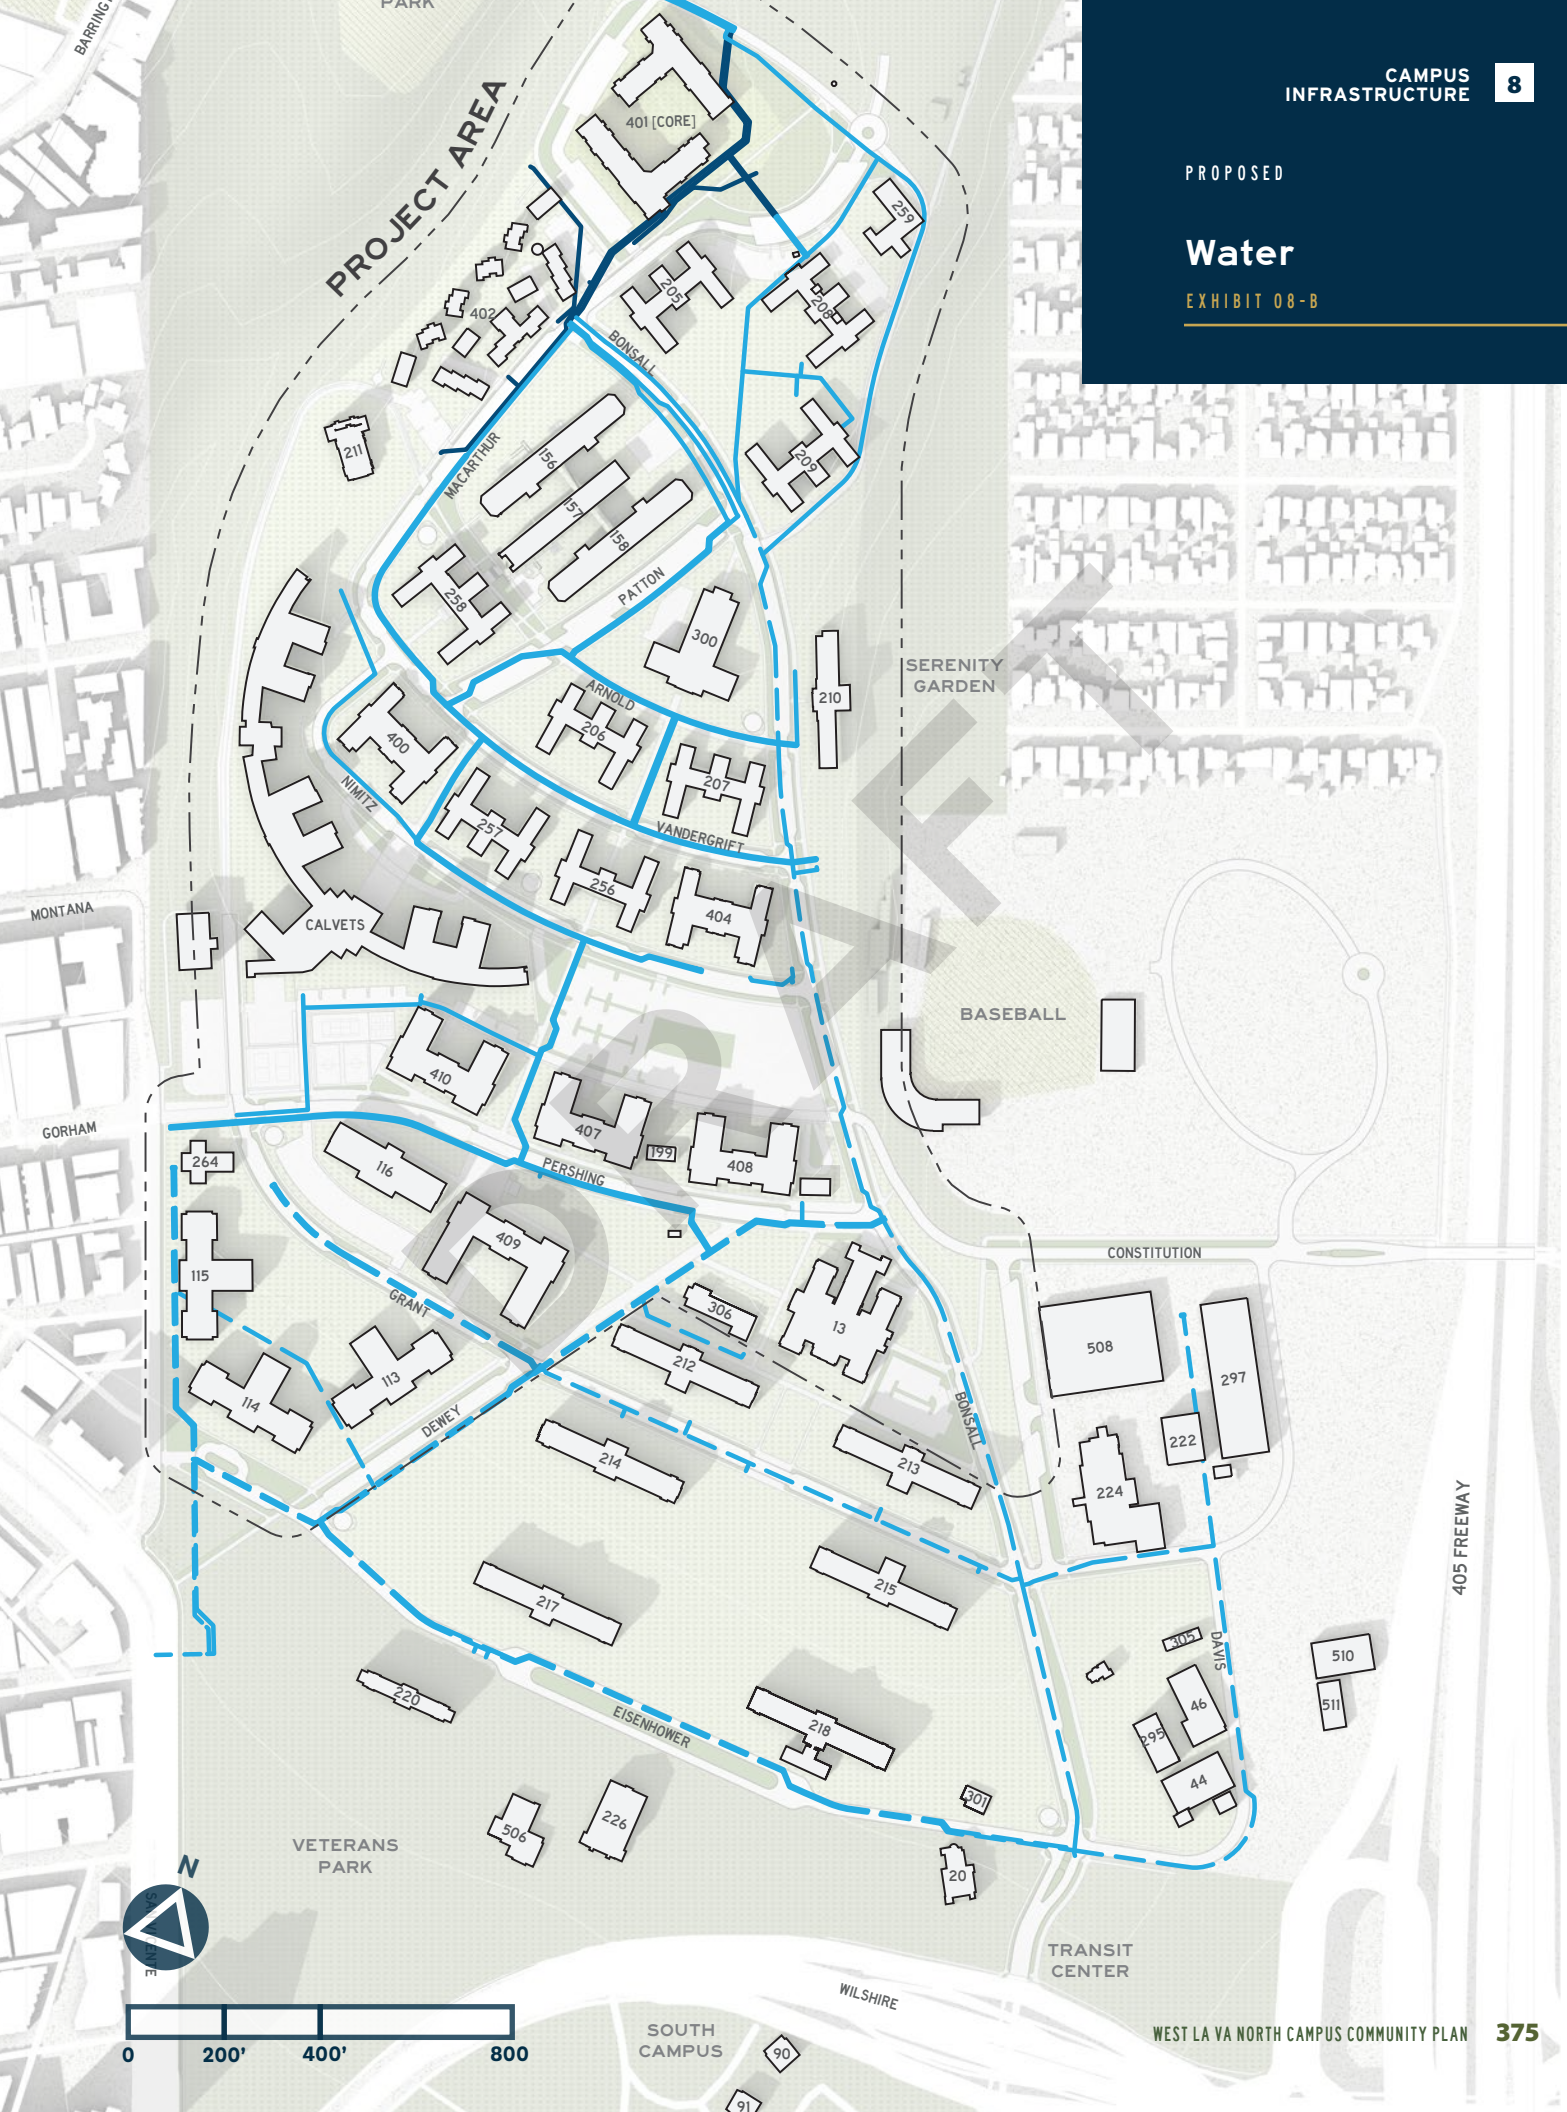 PARK
BARRING
CAMPUS
INFRASTRUCTURE
8
PROPOSED
Water
EXHIBIT 08-B
PROJECT AREA
401 [CORE]
259
205
208
402
BONSALL
211
MACARTHUR
156
157
158
209
258
PATTON
300
SERENITY
GARDEN
210
ARNOLD
206
400
207
NIMITZ
257
VANDERGRIFT
256
404
MONTANA
CALVETS
BASEBALL
410
GORHAM
407
199
408
264
116
PERSHING
409
CONSTITUTION
115
GRANT
306
13
508
297
212
113
114
DEWEY
BONSALL
222
214
213
224
405 FREEWAY
217
215
305
DAVIS
510
220
46
511
EISENHOWER
218
295
44
301
506
226
VETERANS
PARK
20
N
TRANSIT
CENTER
WILSHIRE
0 200' 400' 800
SOUTH
CAMPUS
90
91
DRAFT
WEST LA VA NORTH CAMPUS COMMUNITY PLAN 375